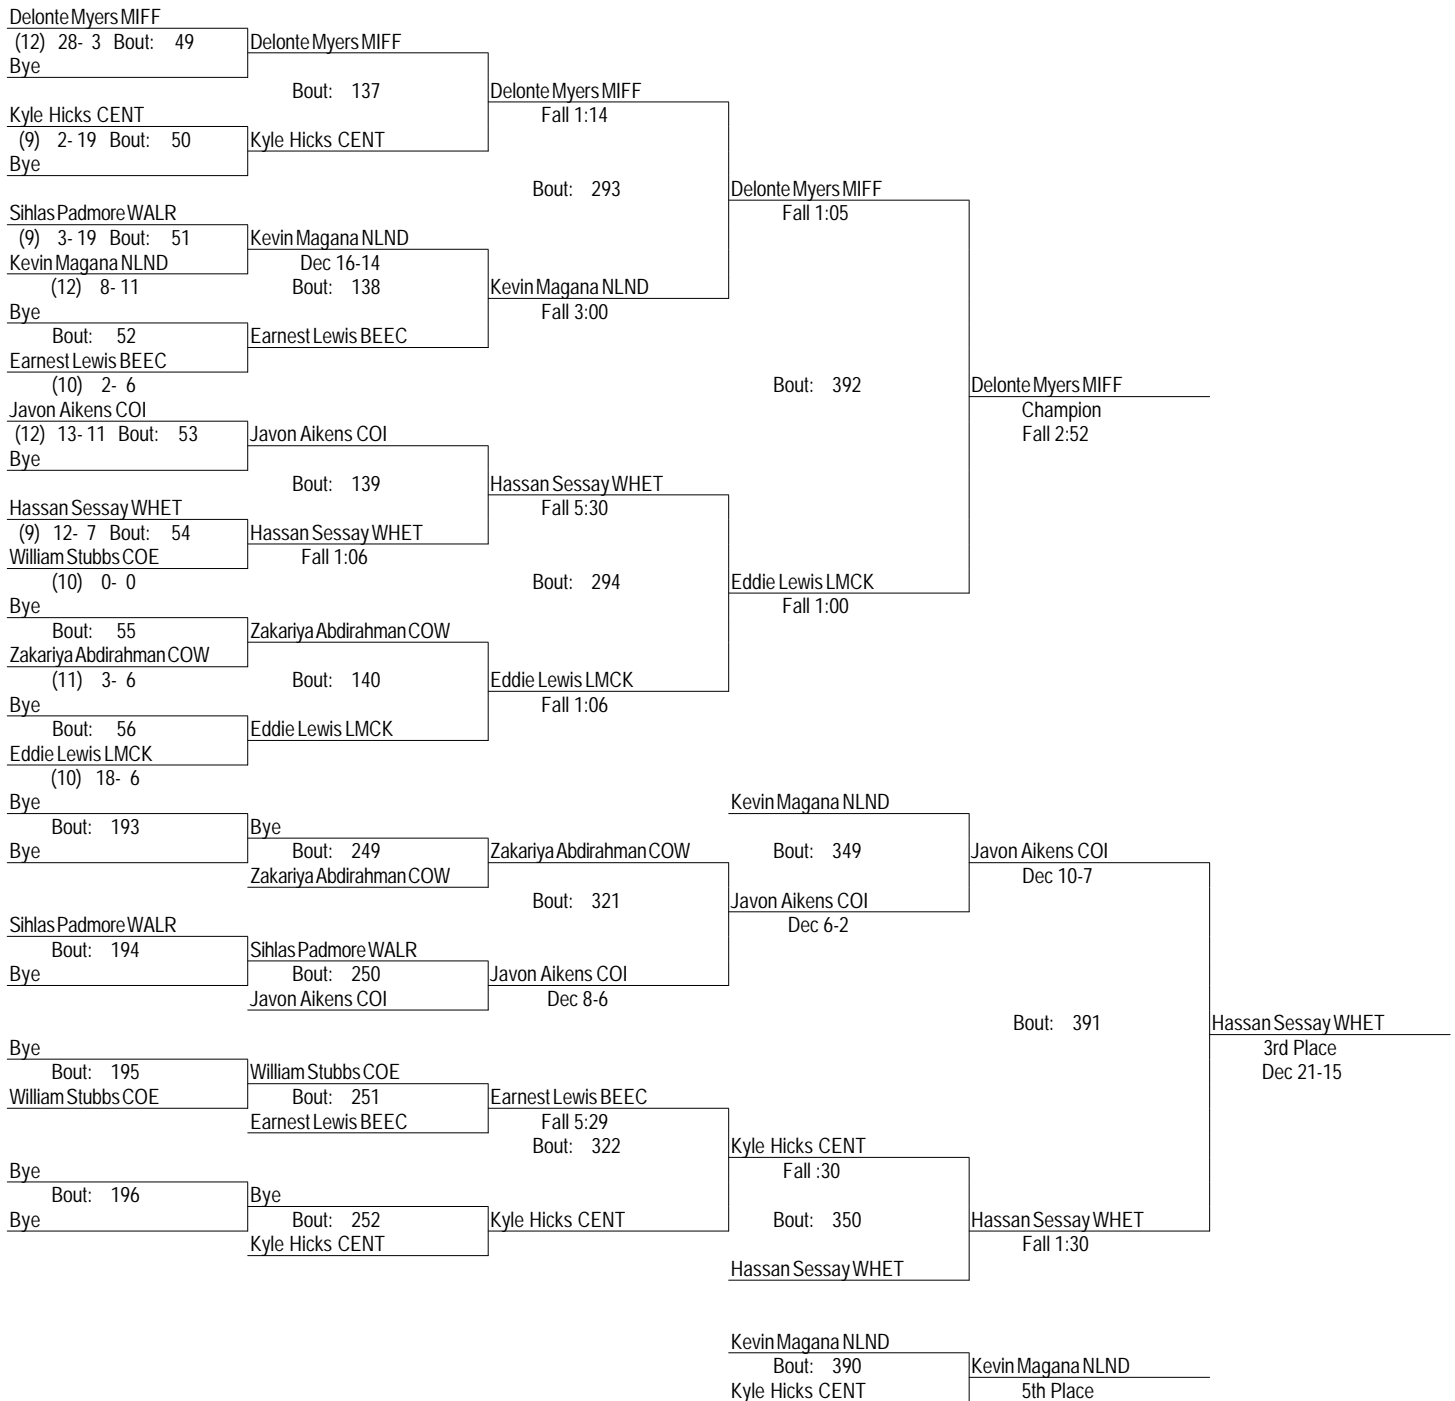 Delonte Myers MIFF
(12) 28- 3 Bout: 49 Delonte Myers MIFF
Bye
Bout: 137 Delonte Myers MIFF
Kyle Hicks CENT Fall 1:14
(9) 2- 19 Bout: 50 Kyle Hicks CENT
Bye
Bout: 293 Delonte Myers MIFF
Sihlas Padmore WALR Fall 1:05
(9) 3- 19 Bout: 51 Kevin Magana NLND
Kevin Magana NLND Dec 16-14
(12) 8- 11 Bout: 138 Kevin Magana NLND
Bye Fall 3:00
Bout: 52 Earnest Lewis BEEC
Earnest Lewis BEEC
(10) 2- 6 Bout: 392 Delonte Myers MIFF
Javon Aikens COI Champion
(12) 13- 11 Bout: 53 Javon Aikens COI Fall 2:52
Bye
Bout: 139 Hassan Sessay WHET
Hassan Sessay WHET Fall 5:30
(9) 12- 7 Bout: 54 Hassan Sessay WHET
William Stubbs COE Fall 1:06
(10) 0- 0 Bout: 294 Eddie Lewis LMCK
Bye Fall 1:00
Bout: 55 Zakariya Abdirahman COW
Zakariya Abdirahman COW
(11) 3- 6 Bout: 140 Eddie Lewis LMCK
Bye Fall 1:06
Bout: 56 Eddie Lewis LMCK
Eddie Lewis LMCK
(10) 18- 6
Bye Kevin Magana NLND
Bout: 193 Bye
Bye Bout: 249 Zakariya Abdirahman COW Bout: 349 Javon Aikens COI
Zakariya Abdirahman COW Dec 10-7
Bout: 321 Javon Aikens COI
Sihlas Padmore WALR Dec 6-2
Bout: 194 Sihlas Padmore WALR
Bye Bout: 250 Javon Aikens COI
Javon Aikens COI Dec 8-6
Bout: 391 Hassan Sessay WHET
Bye 3rd Place
Bout: 195 William Stubbs COE Dec 21-15
William Stubbs COE Bout: 251 Earnest Lewis BEEC
Earnest Lewis BEEC Fall 5:29
Bout: 322 Kyle Hicks CENT
Bye Fall :30
Bout: 196 Bye
Bye Bout: 252 Kyle Hicks CENT Bout: 350 Hassan Sessay WHET
Kyle Hicks CENT Fall 1:30
Hassan Sessay WHET
Kevin Magana NLND
Bout: 390 Kevin Magana NLND
Kyle Hicks CENT 5th Place